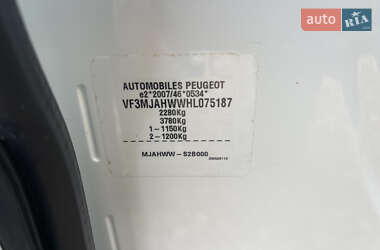 auto RIA
AUTOMOBILES PEUGEOT
e2*2007/46*0534*
VF3MJAHWWHL075187
2280Kg
3780Kg
1-1150Kg
2-1200Kg
MJAHWW-S2B000